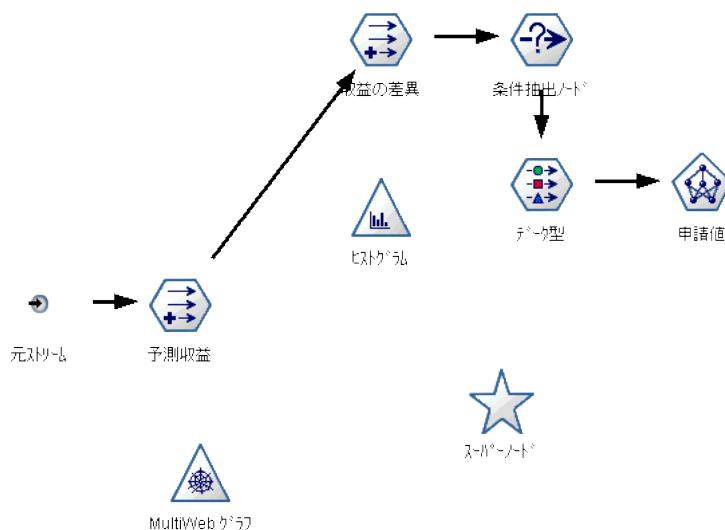 収益の差異
条件抽出ノード
データ型
申請値
ヒストグラム
元ストリーム
予測収益
スーパーノード
MultiWeb グラフ